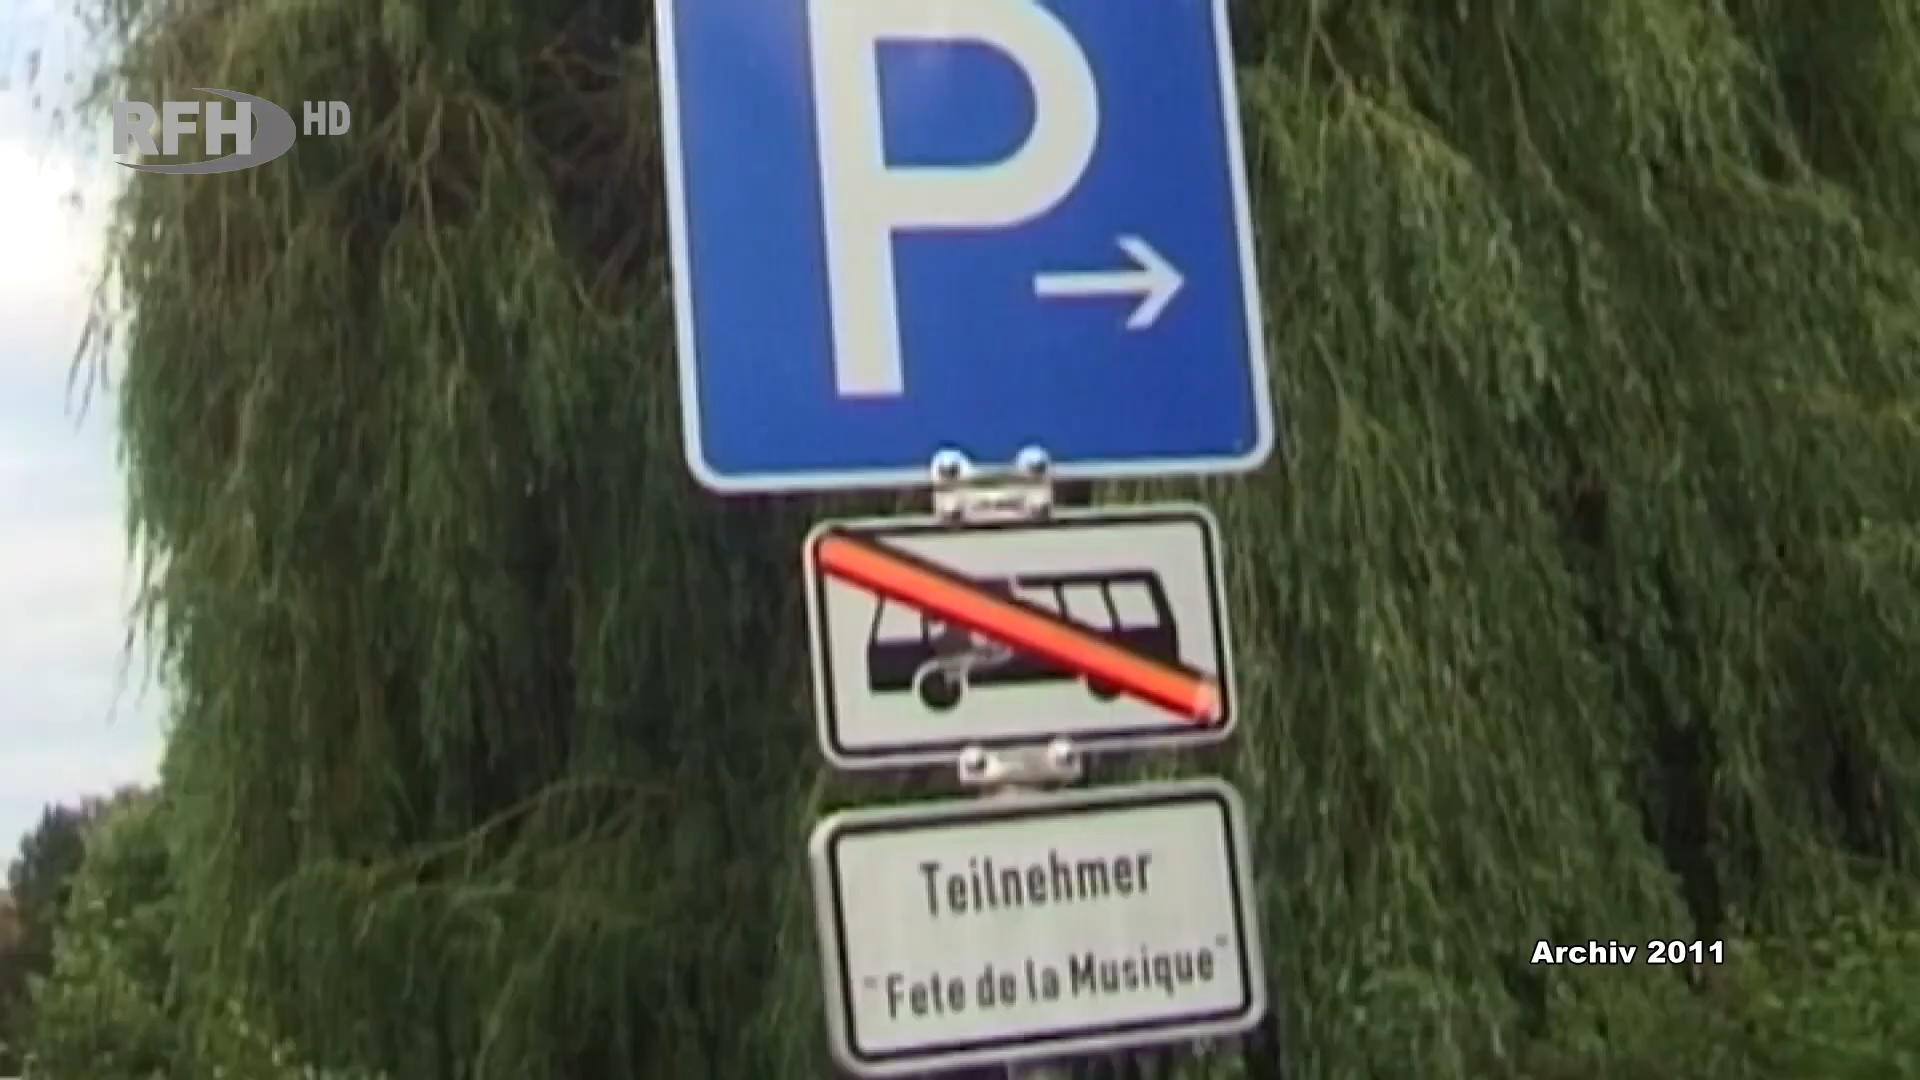 RFH HD
P
Teilnehmer
"Fete de la Musique"
Archiv 2011